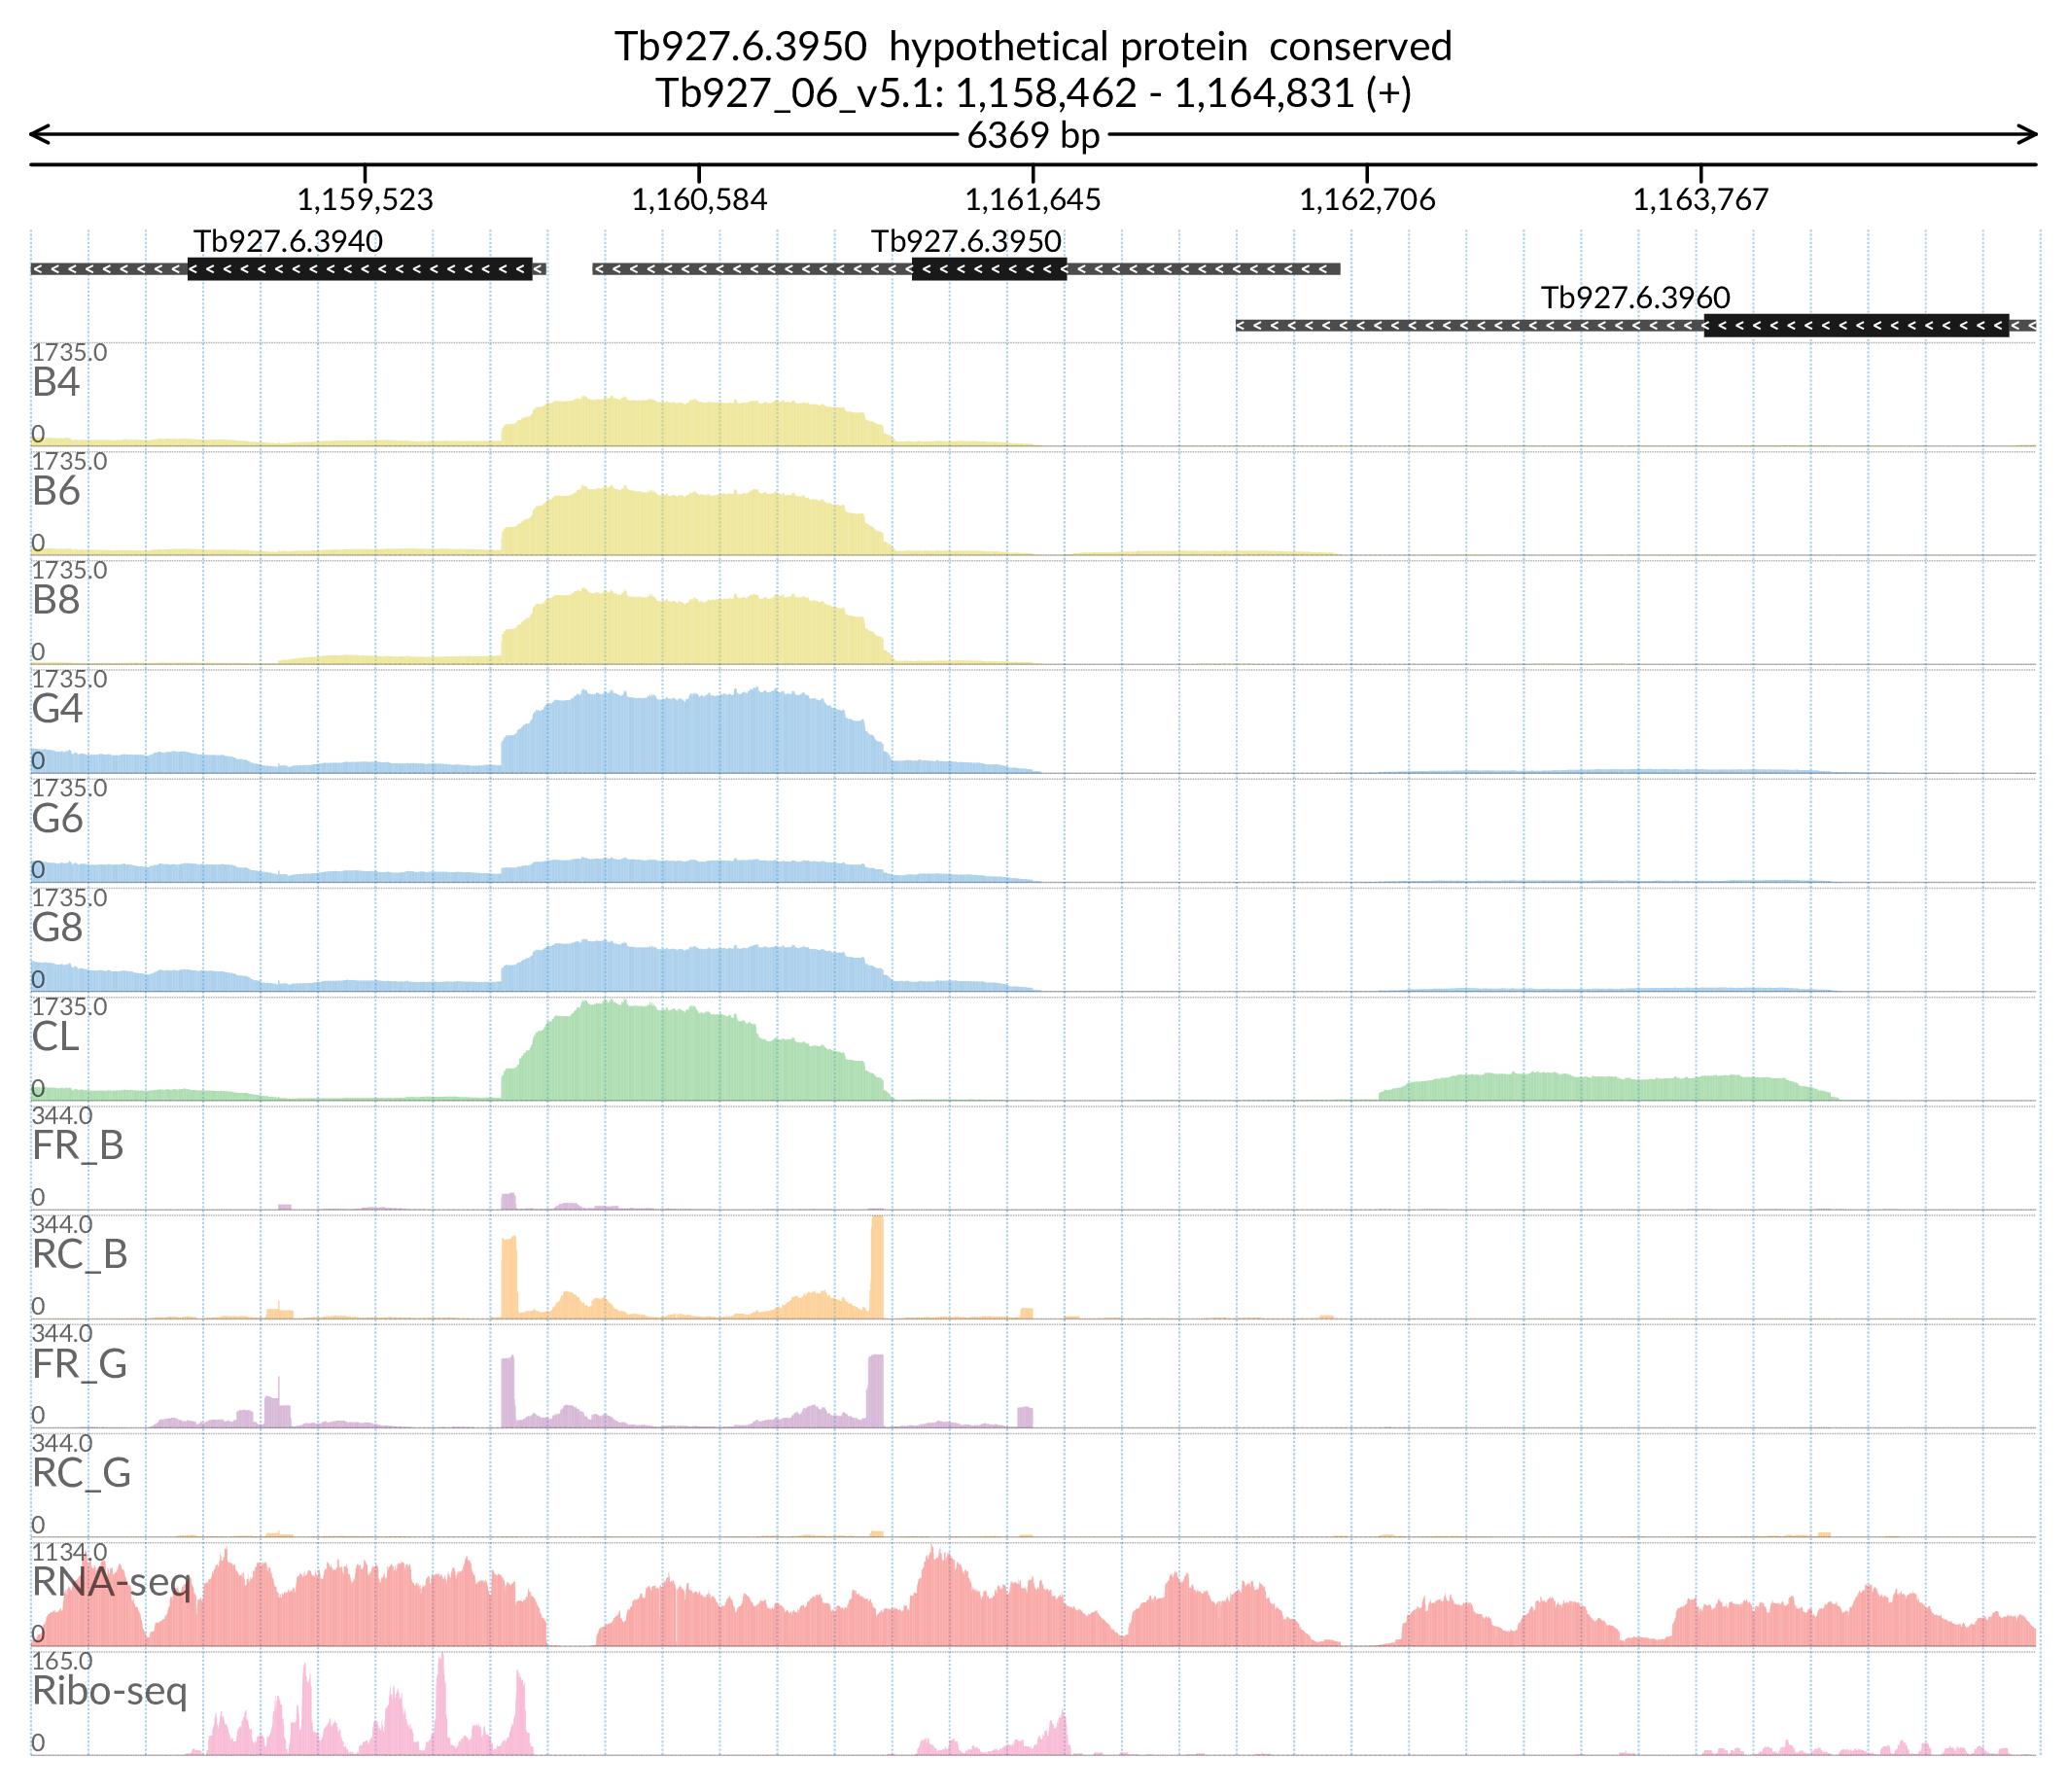 Tb927.6.3950  hypothetical protein  conserved
Tb927_06_v5.1: 1,158,462 - 1,164,831 (+)
6369 bp
1,159,523 1,160,584 1,161,645 1,162,706 1,163,767
Tb927.6.3940 Tb927.6.3950
Tb927.6.3960
1735.0
B4
0
1735.0
B6
0
1735.0
B8
0
1735.0
G4
0
1735.0
G6
0
1735.0
G8
0
1735.0
CL
0
344.0
FR_B
0
344.0
RC_B
0
344.0
FR_G
0
344.0
RC_G
0
1134.0
RNA-seq
0
165.0
Ribo-seq
0